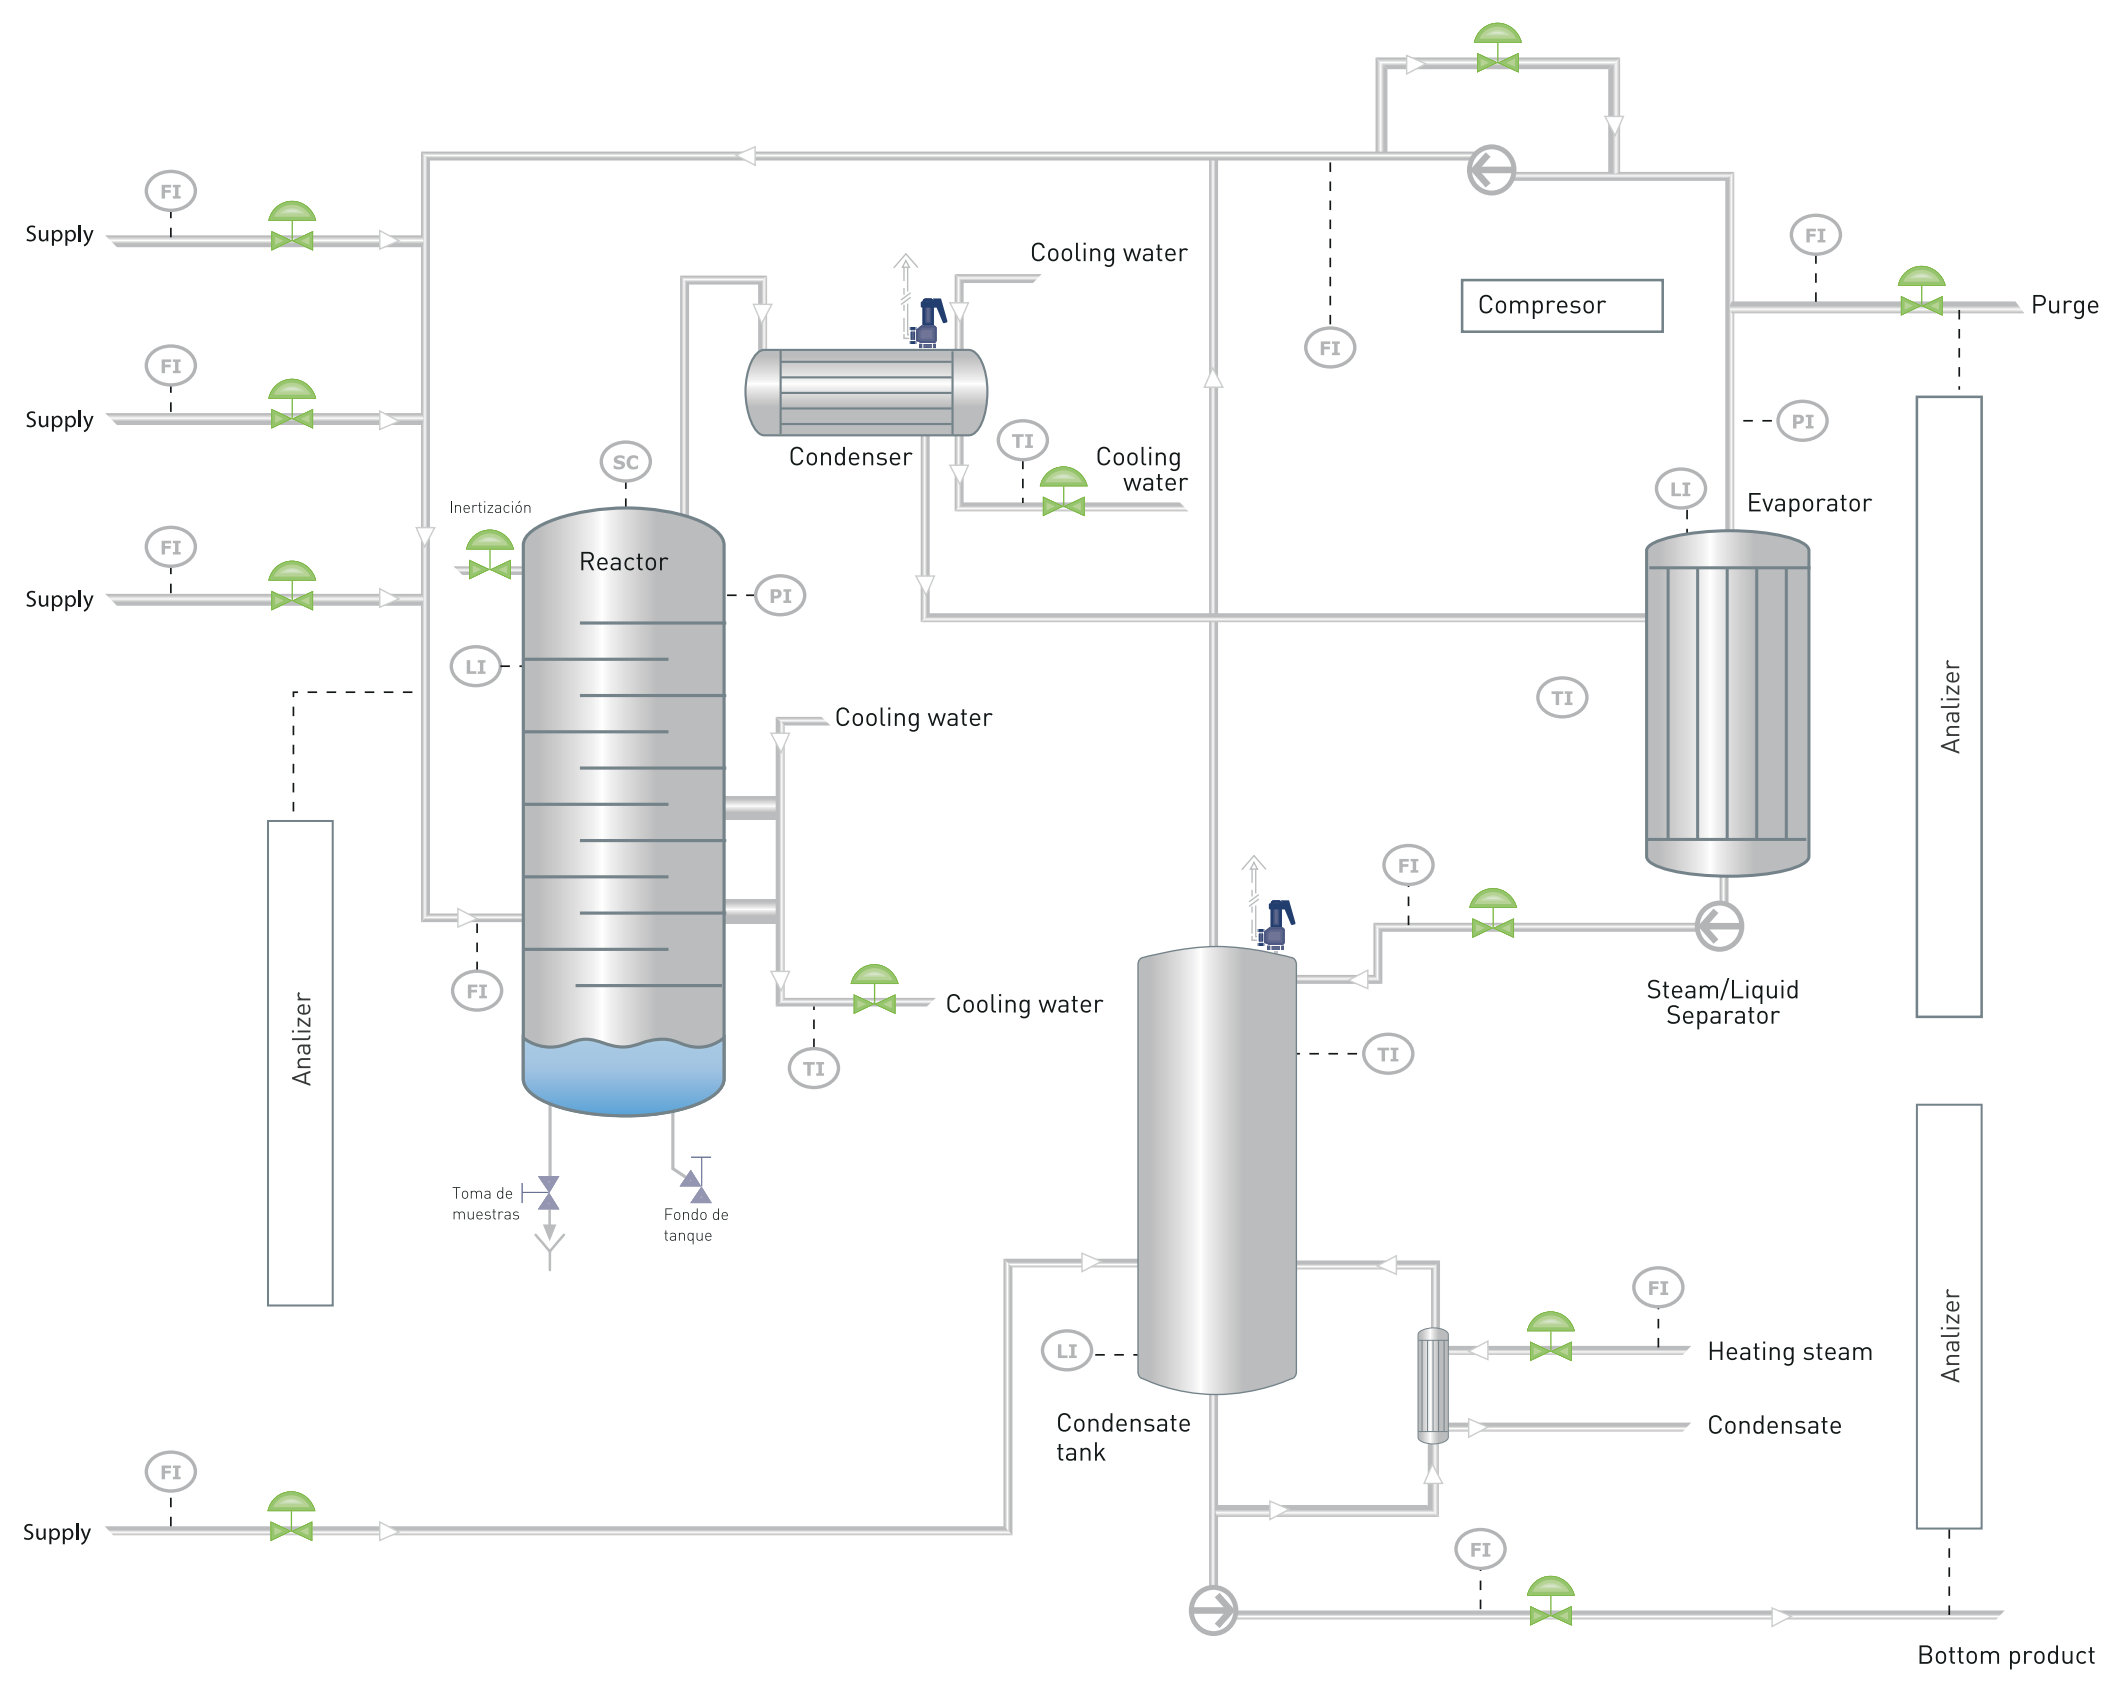 FI
Supply
Cooling water
FI
Compresor
Purge
FI
FI
Supply
PI
SC
Condenser
TI
Cooling
water
LI
Evaporator
Inertización
FI
Supply
Reactor
PI
LI
TI
Analizer
Cooling water
FI
FI
Cooling water
TI
Steam/Liquid
Separator
TI
Analizer
Toma de
muestras
Fondo de
tanque
FI
LI
Heating steam
Analizer
Condensate
tank
Condensate
FI
Supply
FI
Bottom product